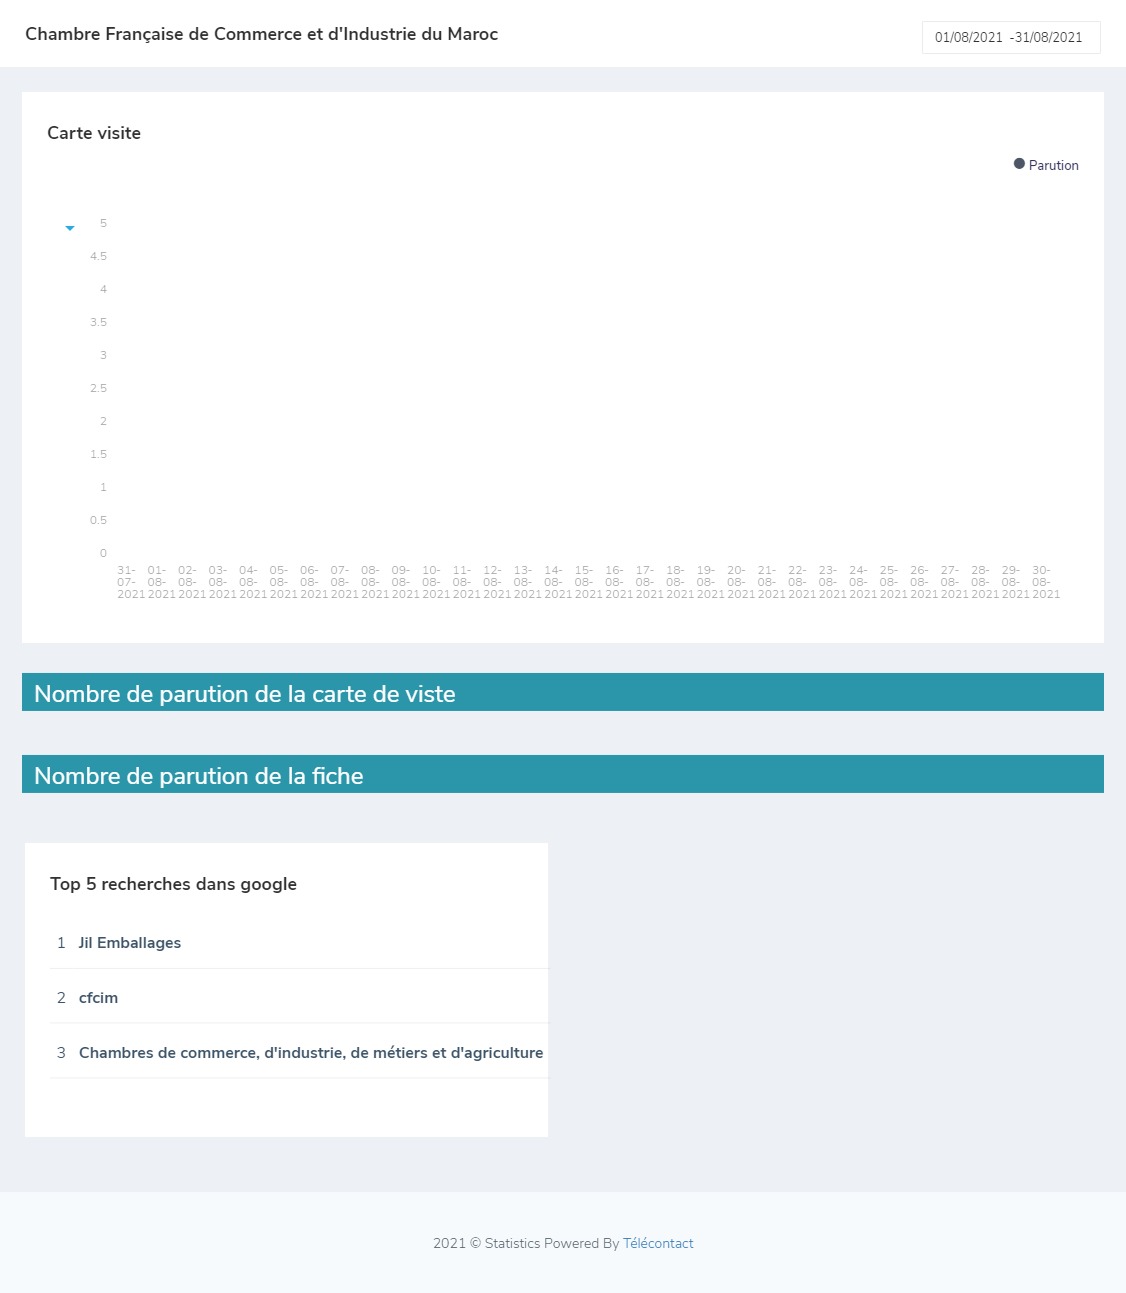 Chambre Française de Commerce et d'Industrie du Maroc
01/08/2021 -31/08/2021
Carte visite
Parution
5
4.5
4
3.5
3
2.5
2
1.5
1
0.5
0
31- 01- 02- 03- 04- 05- 06- 07- 08- 09- 10- 11- 12- 13- 14- 15- 16- 17- 18- 19- 20- 21- 22- 23- 24- 25- 26- 27- 28- 29- 30-
07- 08- 08- 08- 08- 08- 08- 08- 08- 08- 08- 08- 08- 08- 08- 08- 08- 08- 08- 08- 08- 08- 08- 08- 08- 08- 08- 08- 08- 08- 08-
2021 2021 2021 2021 2021 2021 2021 2021 2021 2021 2021 2021 2021 2021 2021 2021 2021 2021 2021 2021 2021 2021 2021 2021 2021 2021 2021 2021 2021 2021 2021
Nombre de parution de la carte de viste
Nombre de parution de la fiche
Top 5 recherches dans google
1 Jil Emballages
2 cfcim
3 Chambres de commerce, d'industrie, de métiers et d'agriculture
2021 © Statistics Powered By Télécontact